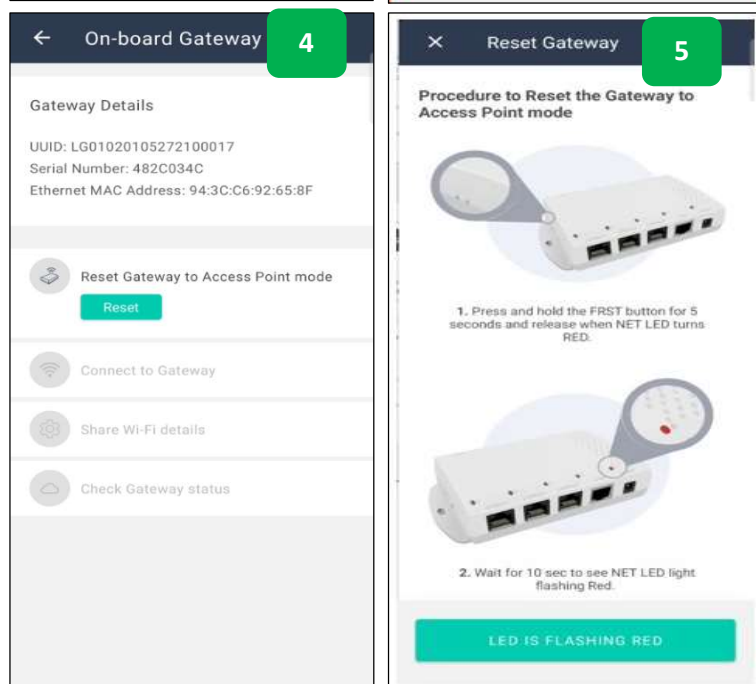 ← On-board Gateway
4
Gateway Details
UUID: LG01020105272100017
Serial Number: 482C034C
Ethernet MAC Address: 94:3C:C6:92:65:8F
Reset Gateway to Access Point mode
Reset
Connect to Gateway
Share Wi-Fi details
Check Gateway status
× Reset Gateway
5
Procedure to Reset the Gateway to
Access Point mode
1. Press and hold the FRST button for 5
seconds and release when NET LED turns
RED.
2. Wait for 10 sec to see NET LED light
flashing Red.
LED IS FLASHING RED